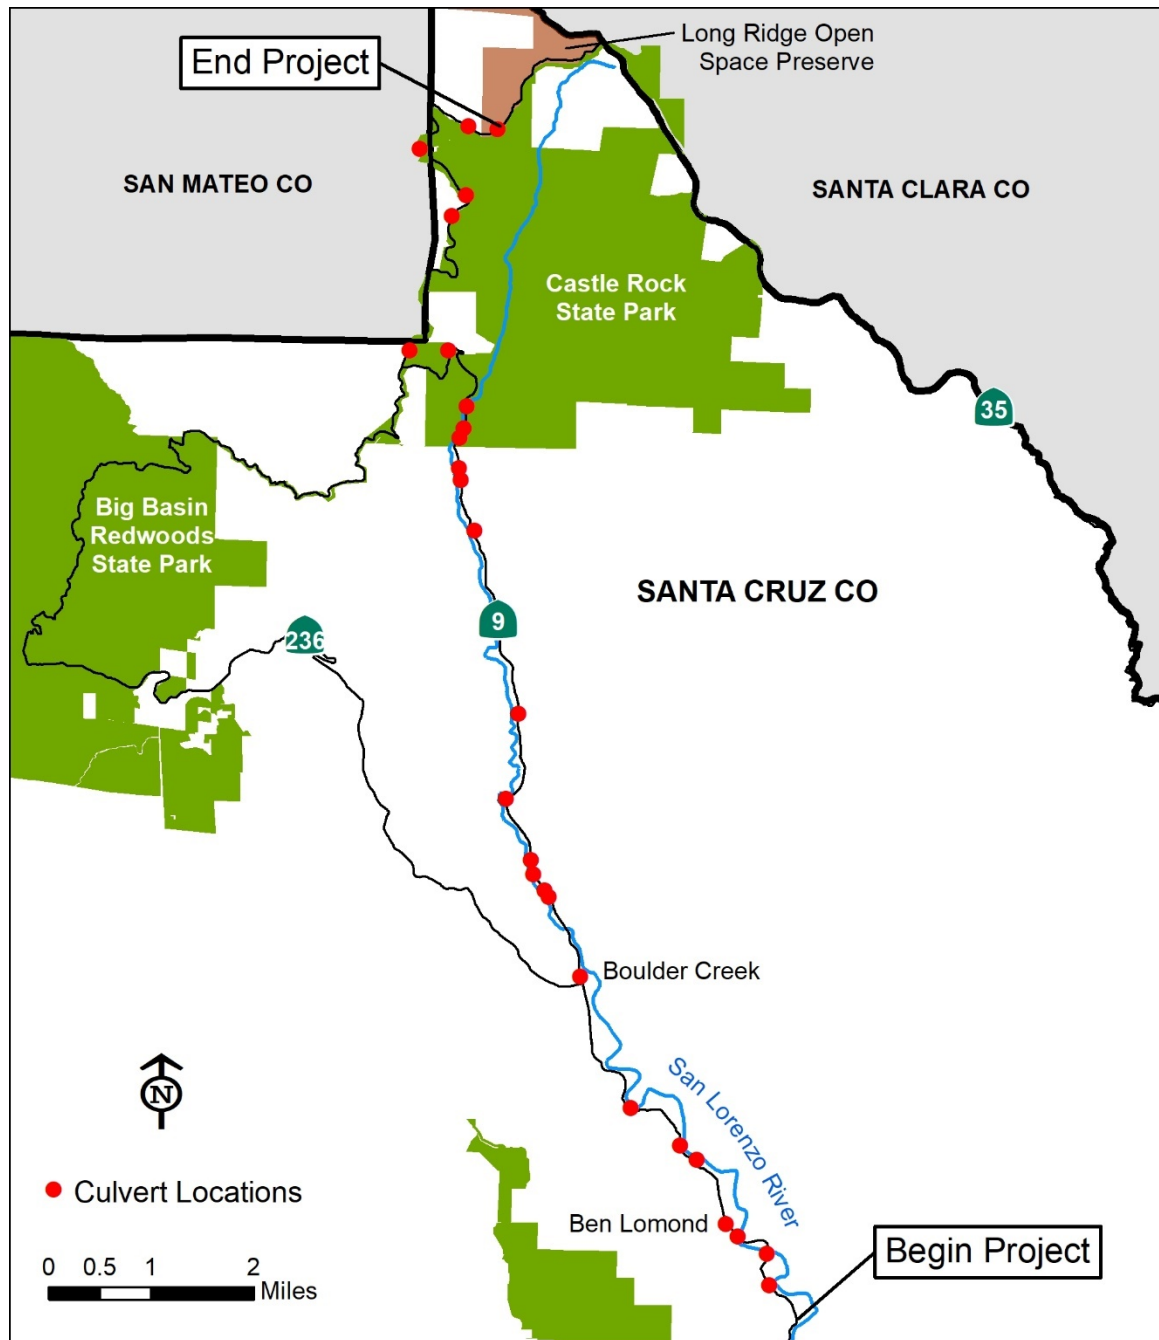 Long Ridge Open
Space Preserve
End Project
SAN MATEO CO
SANTA CLARA CO
Castle Rock
State Park
35
Big Basin
Redwoods
State Park
SANTA CRUZ CO
9
236
Boulder Creek
N
San Lorenzo River
Culvert Locations
Ben Lomond
Begin Project
0 0.5 1 2
Miles